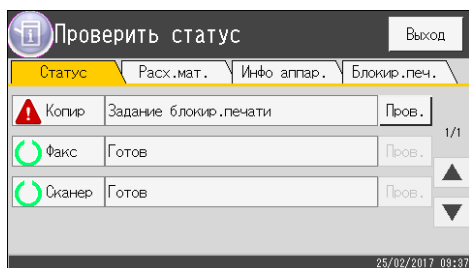 Проверить статус
Выход
Статус
Расх.мат.
Инфо аппар.
Блокир.печ.
Копир
Задание блокир.печати
Пров.
1/1
Факс
Готов
Пров.
Сканер
Готов
Пров.
25/02/2017 09:37